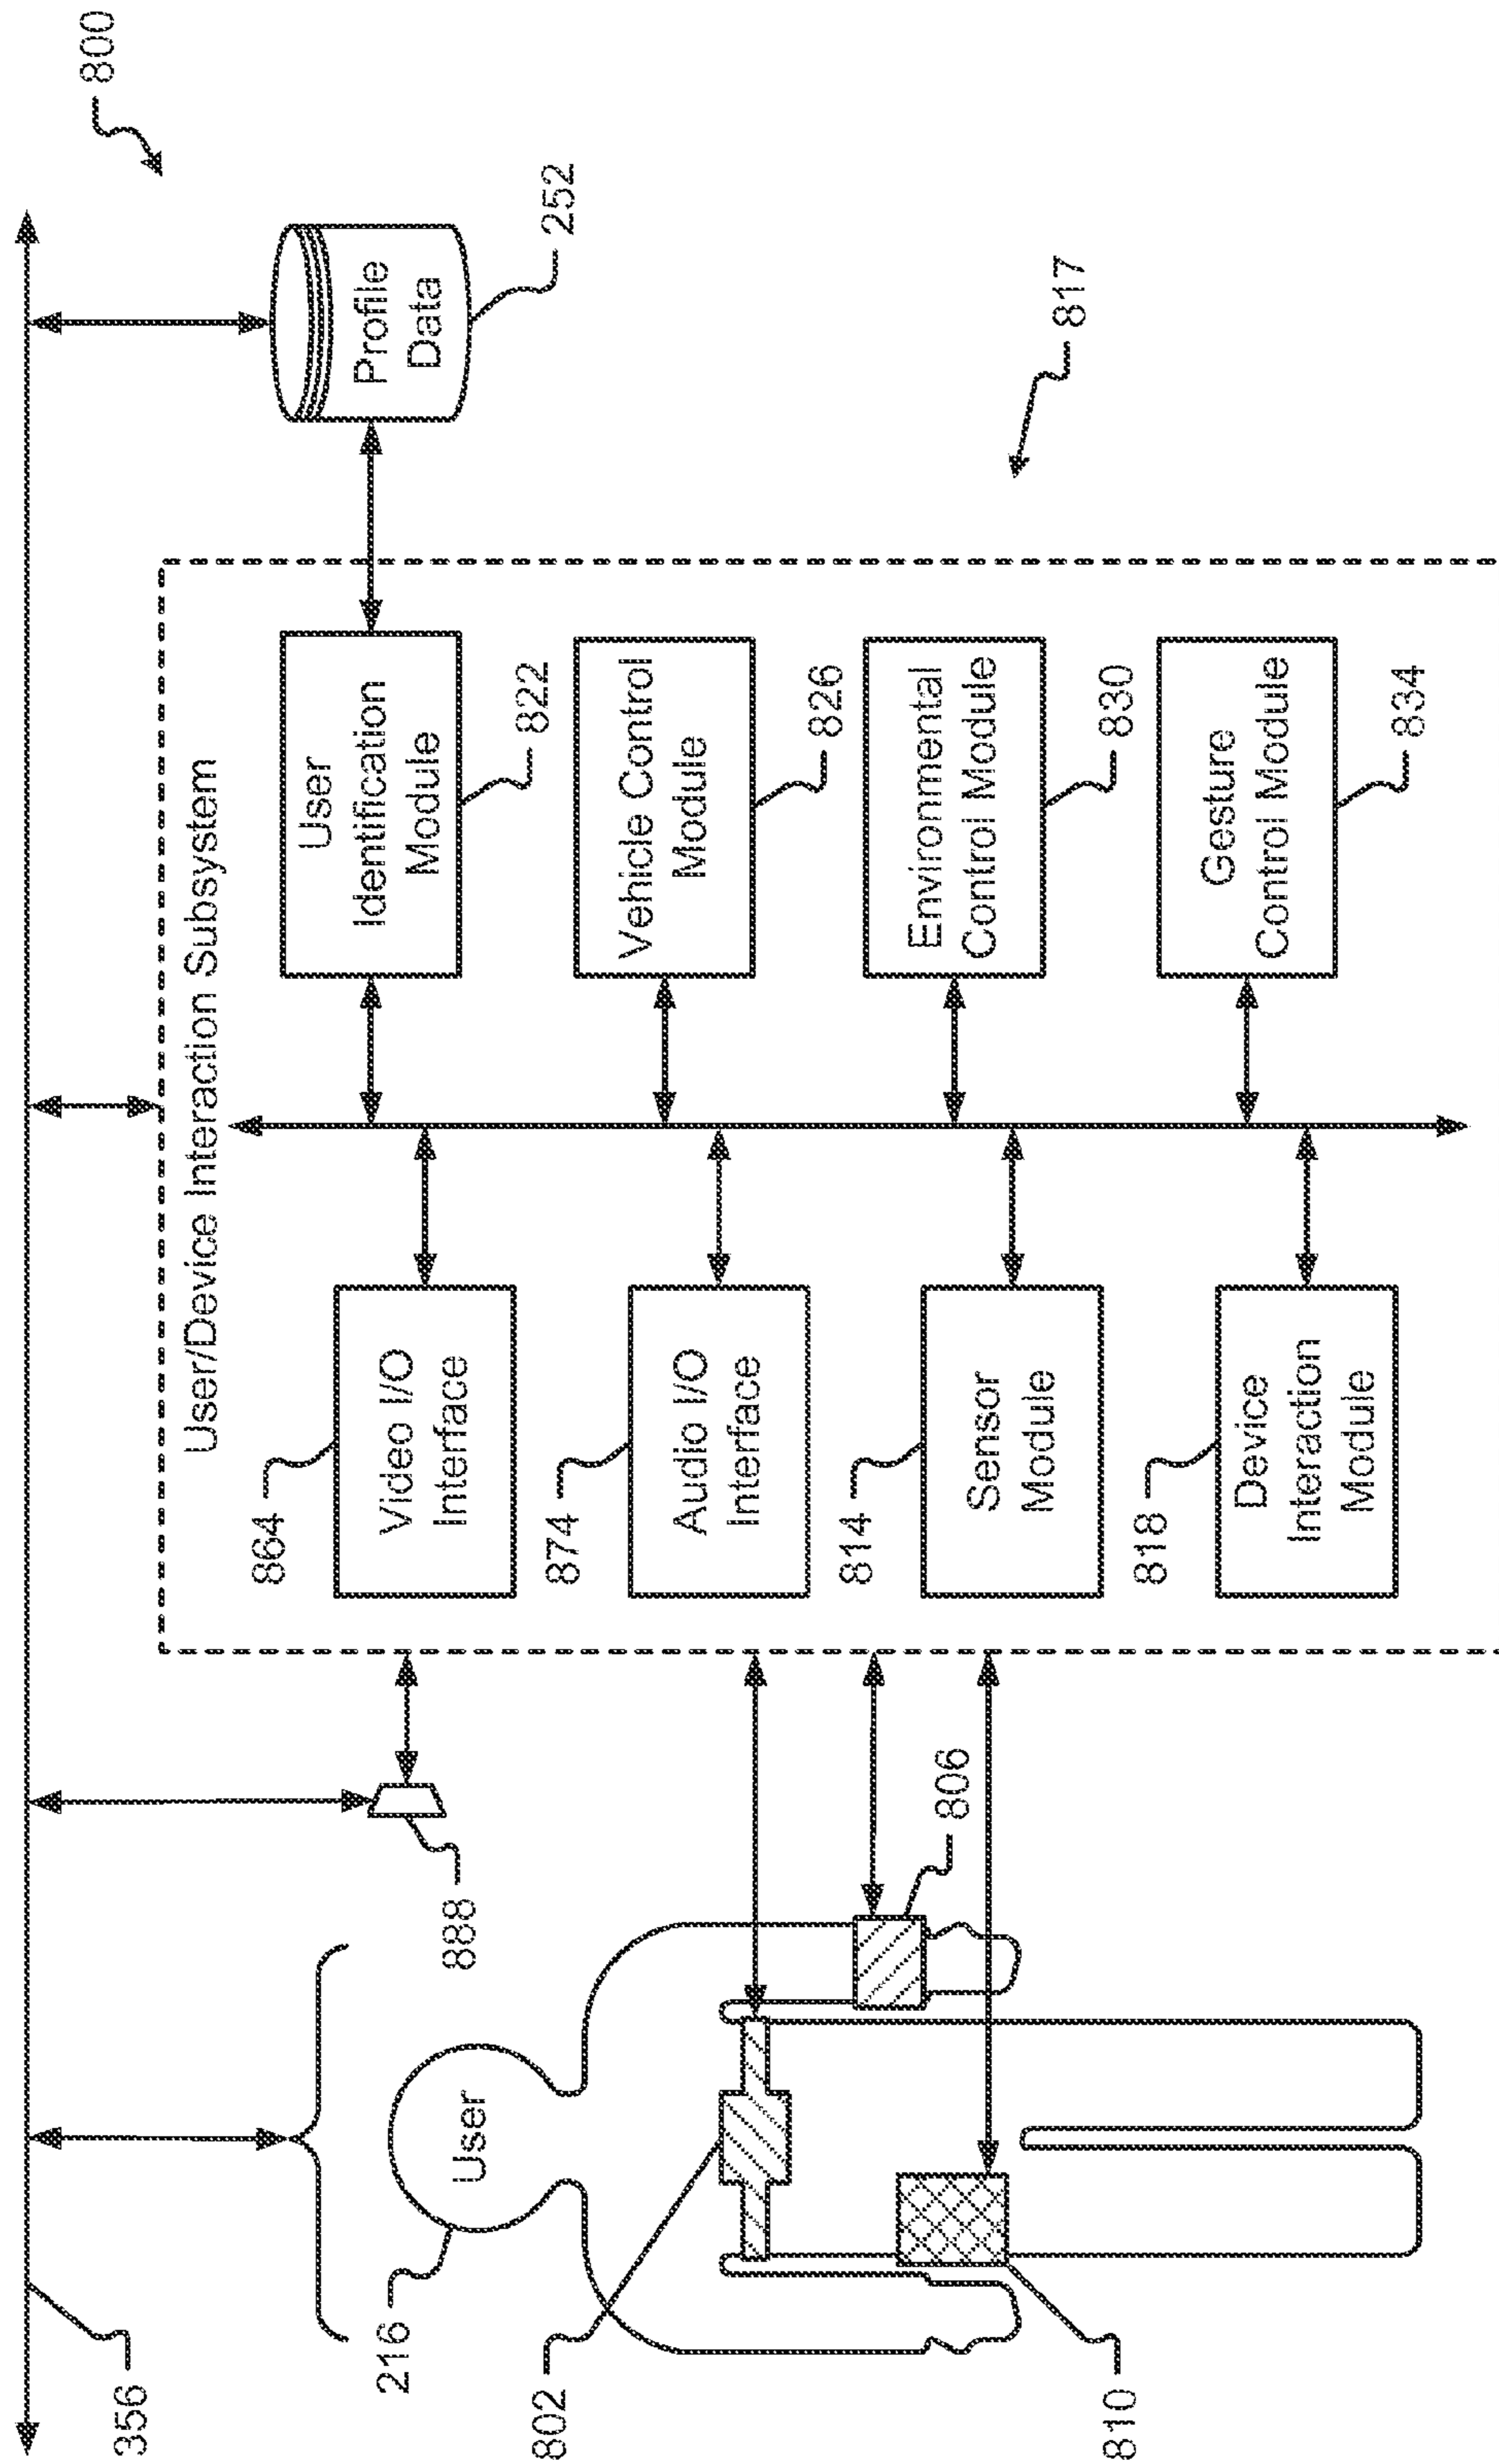 800
356
Profile
Data
252
User/Device Interaction Subsystem
817
888
216
User
802
806
810
864
Video I/O
Interface
874
Audio I/O
Interface
814
Sensor
Module
818
Device
Interaction
Module
User
Identification
Module
822
Vehicle Control
Module
826
Environmental
Control Module
830
Gesture
Control Module
834